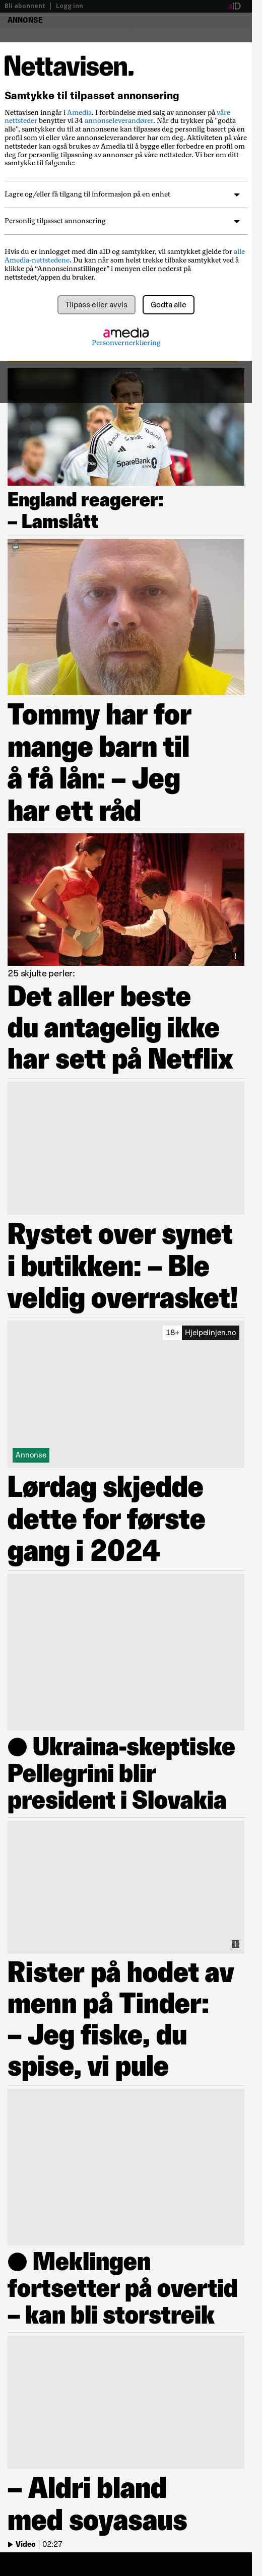 Bli abonnent | Logg inn
aID
ANNONSE
Nettavisen.
Samtykke til tilpasset annonsering
Nettavisen inngår i Amedia. I forbindelse med salg av annonser på våre
nettsteder benytter vi 34 annonseleverandører. Når du trykker på "godta
alle", samtykker du til at annonsene kan tilpasses deg personlig basert på en
profil som vi eller våre annonseleverandører har om deg. Aktiviteten på våre
nettsteder kan også brukes av Amedia til å bygge eller forbedre en profil om
deg for personlig tilpasning av annonser på våre nettsteder. Vi ber om ditt
samtykke til følgende:
Lagre og/eller få tilgang til informasjon på en enhet
Personlig tilpasset annonsering
Hvis du er innlogget med din aID og samtykker, vil samtykket gjelde for alle
Amedia-nettstedene. Du kan når som helst trekke tilbake samtykket ved å
klikke på “Annonseinnstillinger” i menyen eller nederst på
nettstedet/appen du bruker.
Tilpass eller avvis
Godta alle
amedia
Personvernerklæring
SpareBank
England reagerer:
– Lamslått
Tommy har for
mange barn til
å få lån: – Jeg
har ett råd
25 skjulte perler:
Det aller beste
du antagelig ikke
har sett på Netflix
Rystet over synet
i butikken: – Ble
veldig overrasket!
18+ Hjelpelinjen.no
Annonse
Lørdag skjedde
dette for første
gang i 2024
● Ukraina-skeptiske
Pellegrini blir
president i Slovakia
Rister på hodet av
menn på Tinder:
– Jeg fiske, du
spise, vi pule
● Meklingen
fortsetter på overtid
– kan bli storstreik
– Aldri bland
med soyasaus
Video | 02:27